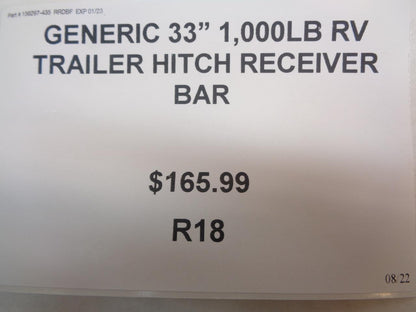 Part # 158267-435 RRDBF EXP 01/23
GENERIC 33” 1,000LB RV
TRAILER HITCH RECEIVER
BAR
$165.99
R18
08/22